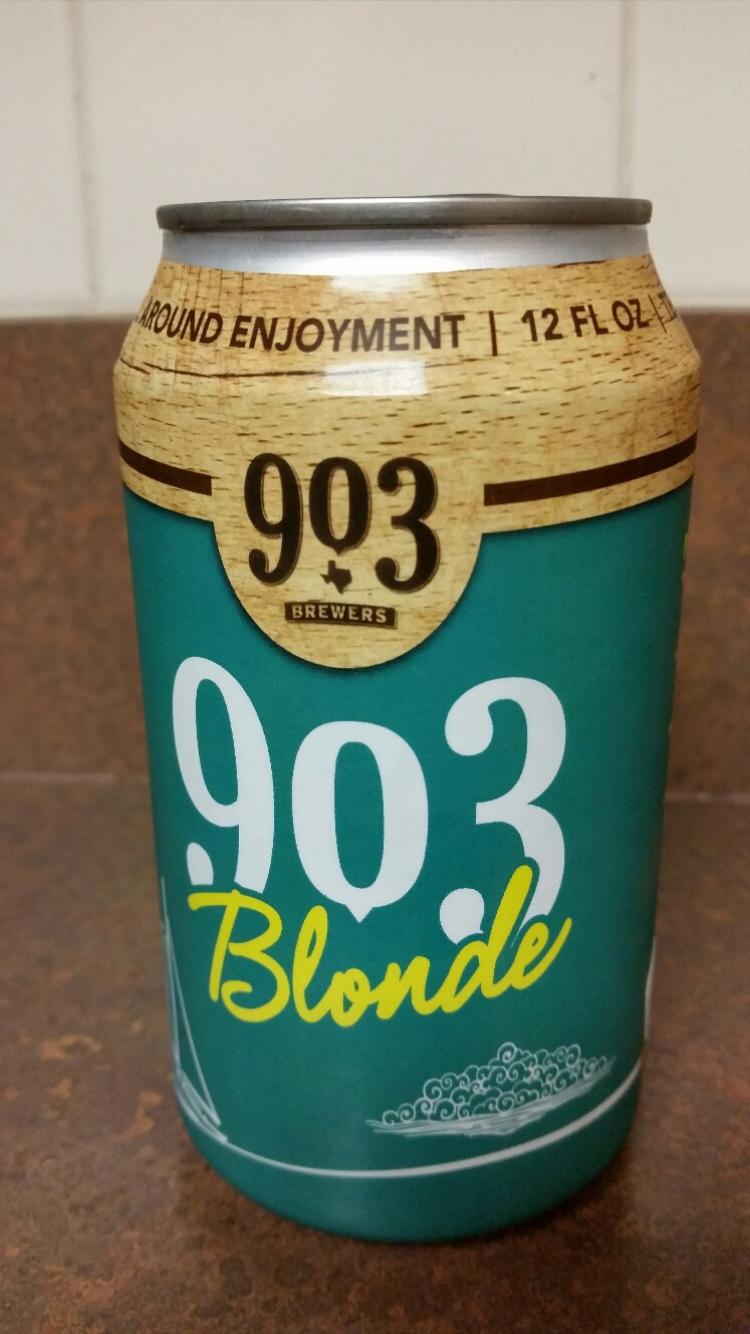 AROUND ENJOYMENT | 12 FL OZ |
903
BREWERS
903
Blonde